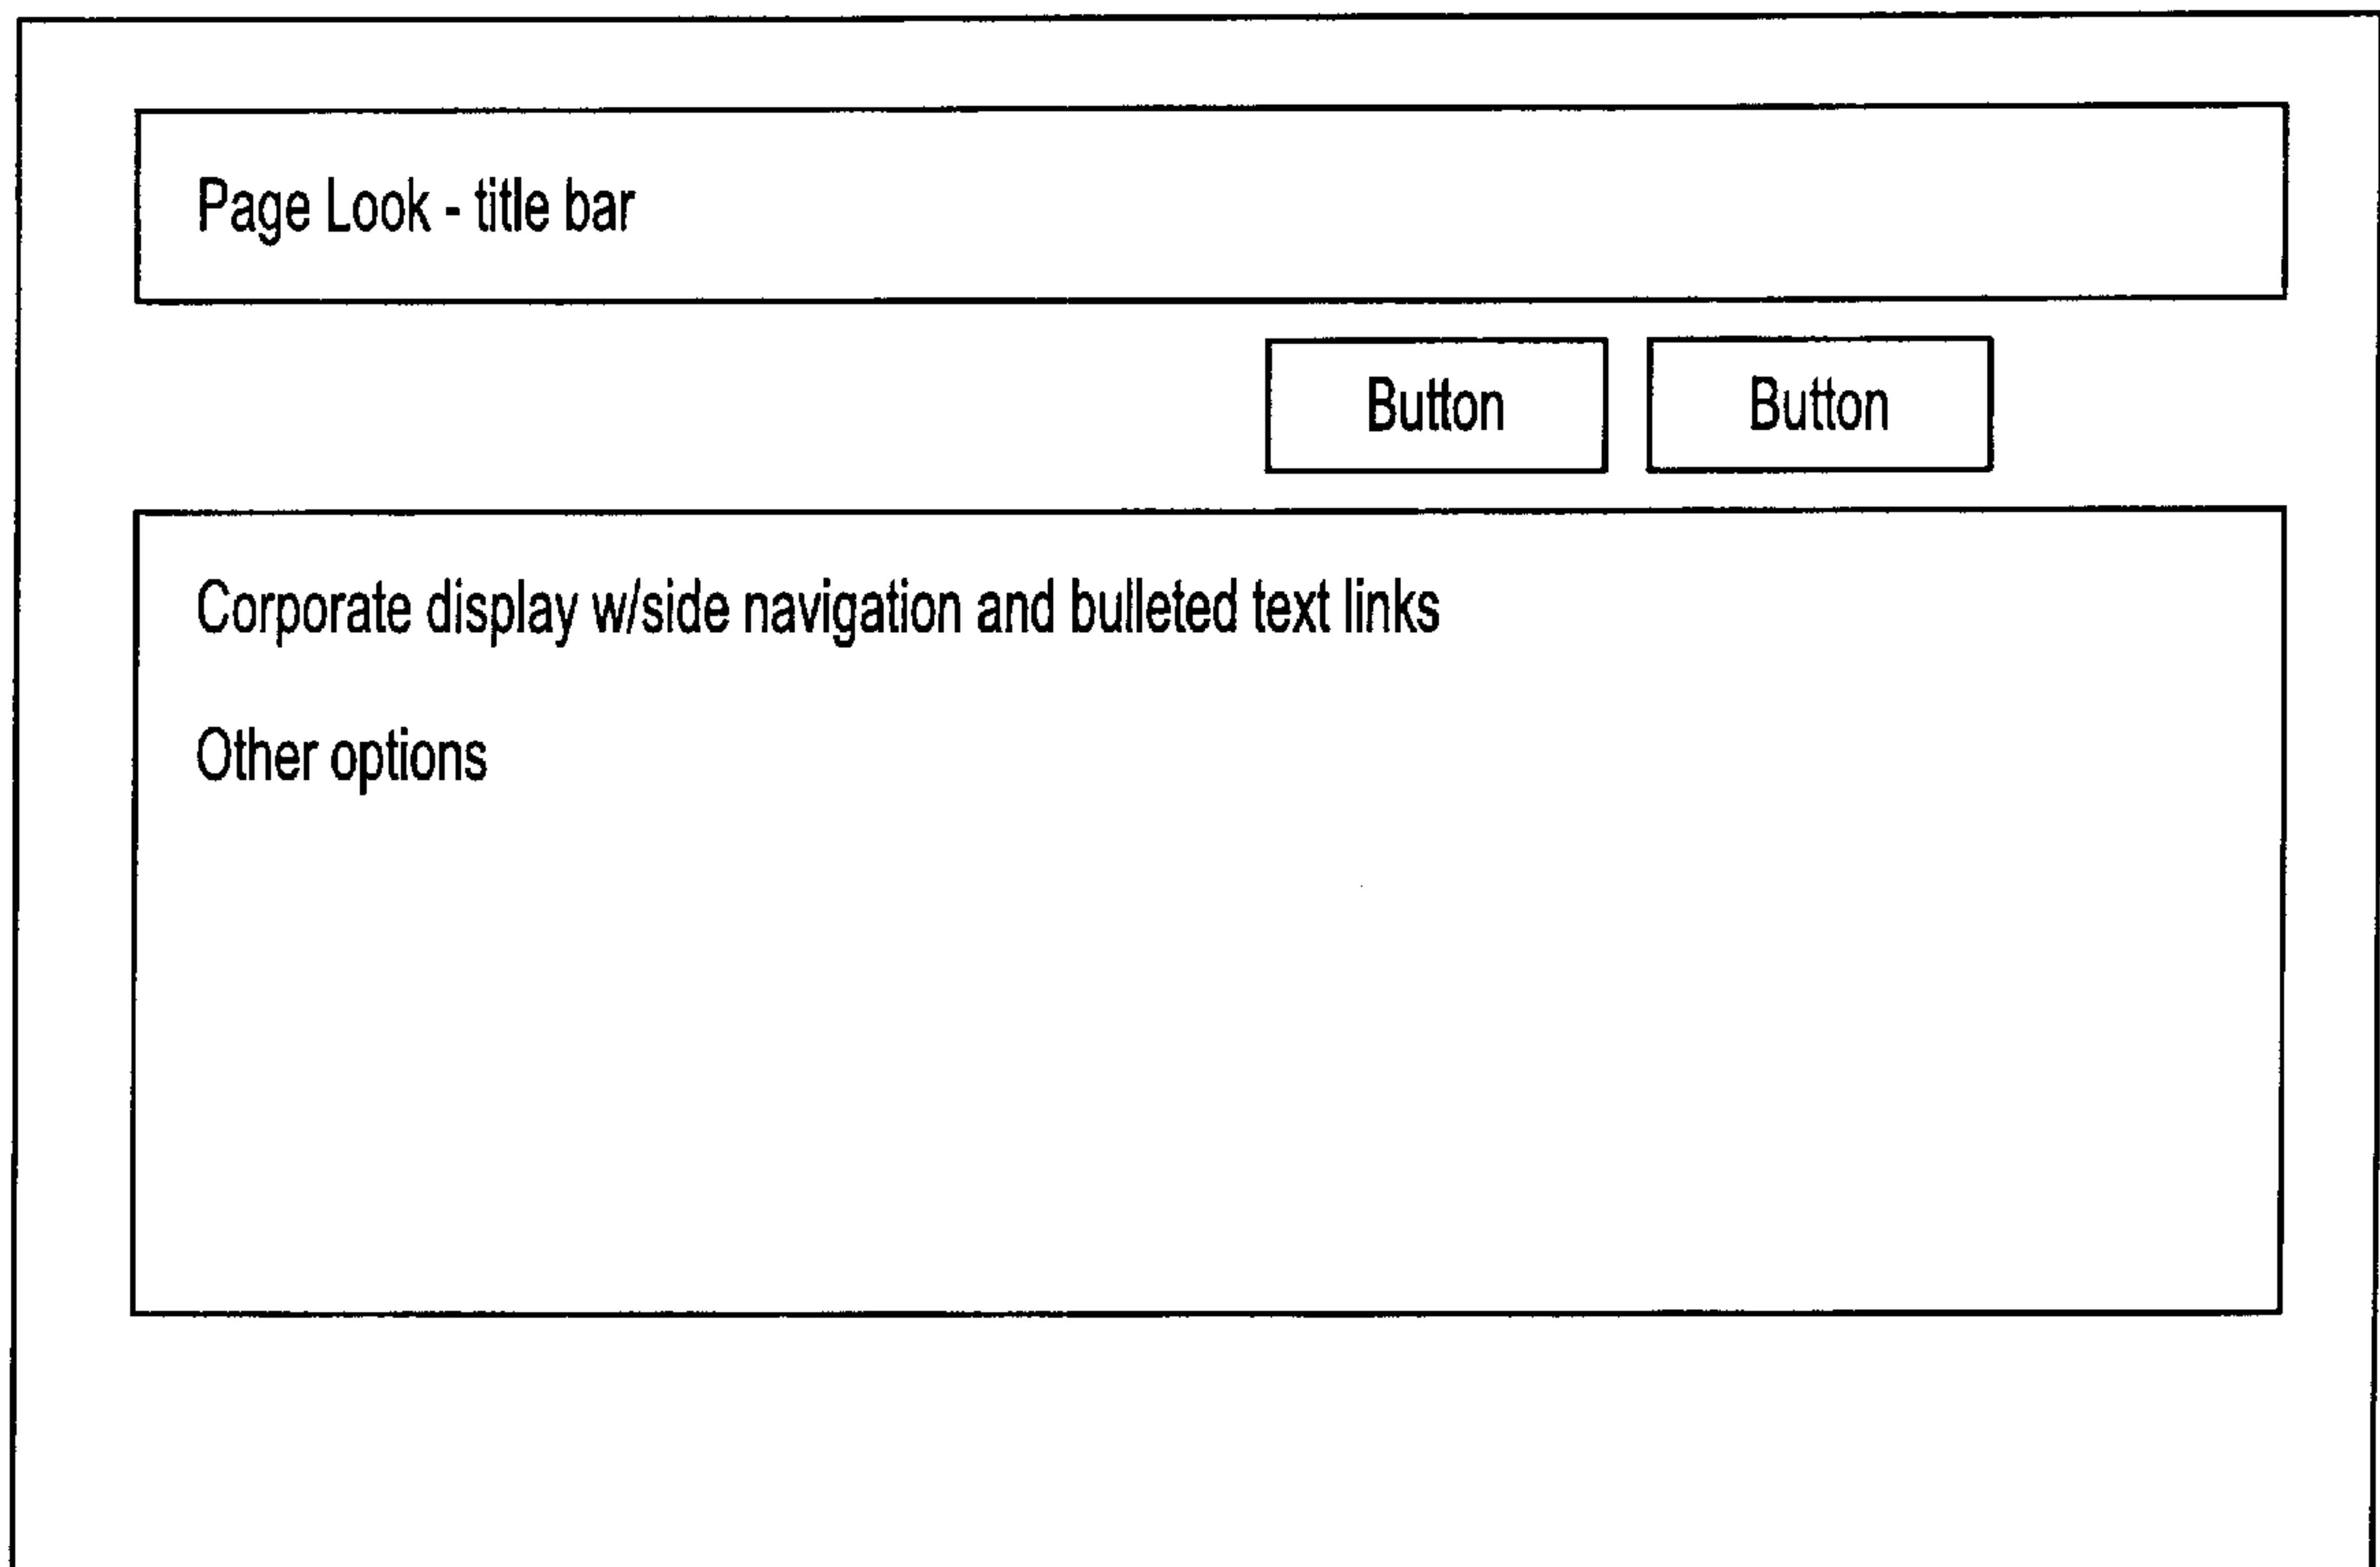 Page Look - title bar
Button Button
Corporate display w/side navigation and bulleted text links
Other options